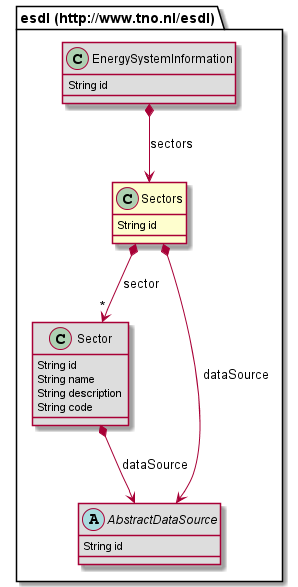 esdl (http://www.tno.nl/esdl)
C EnergySystemInformation
String id
sectors
C Sectors
String id
sector
*
C Sector
String id
String name
String description
String code
dataSource
dataSource
A AbstractDataSource
String id